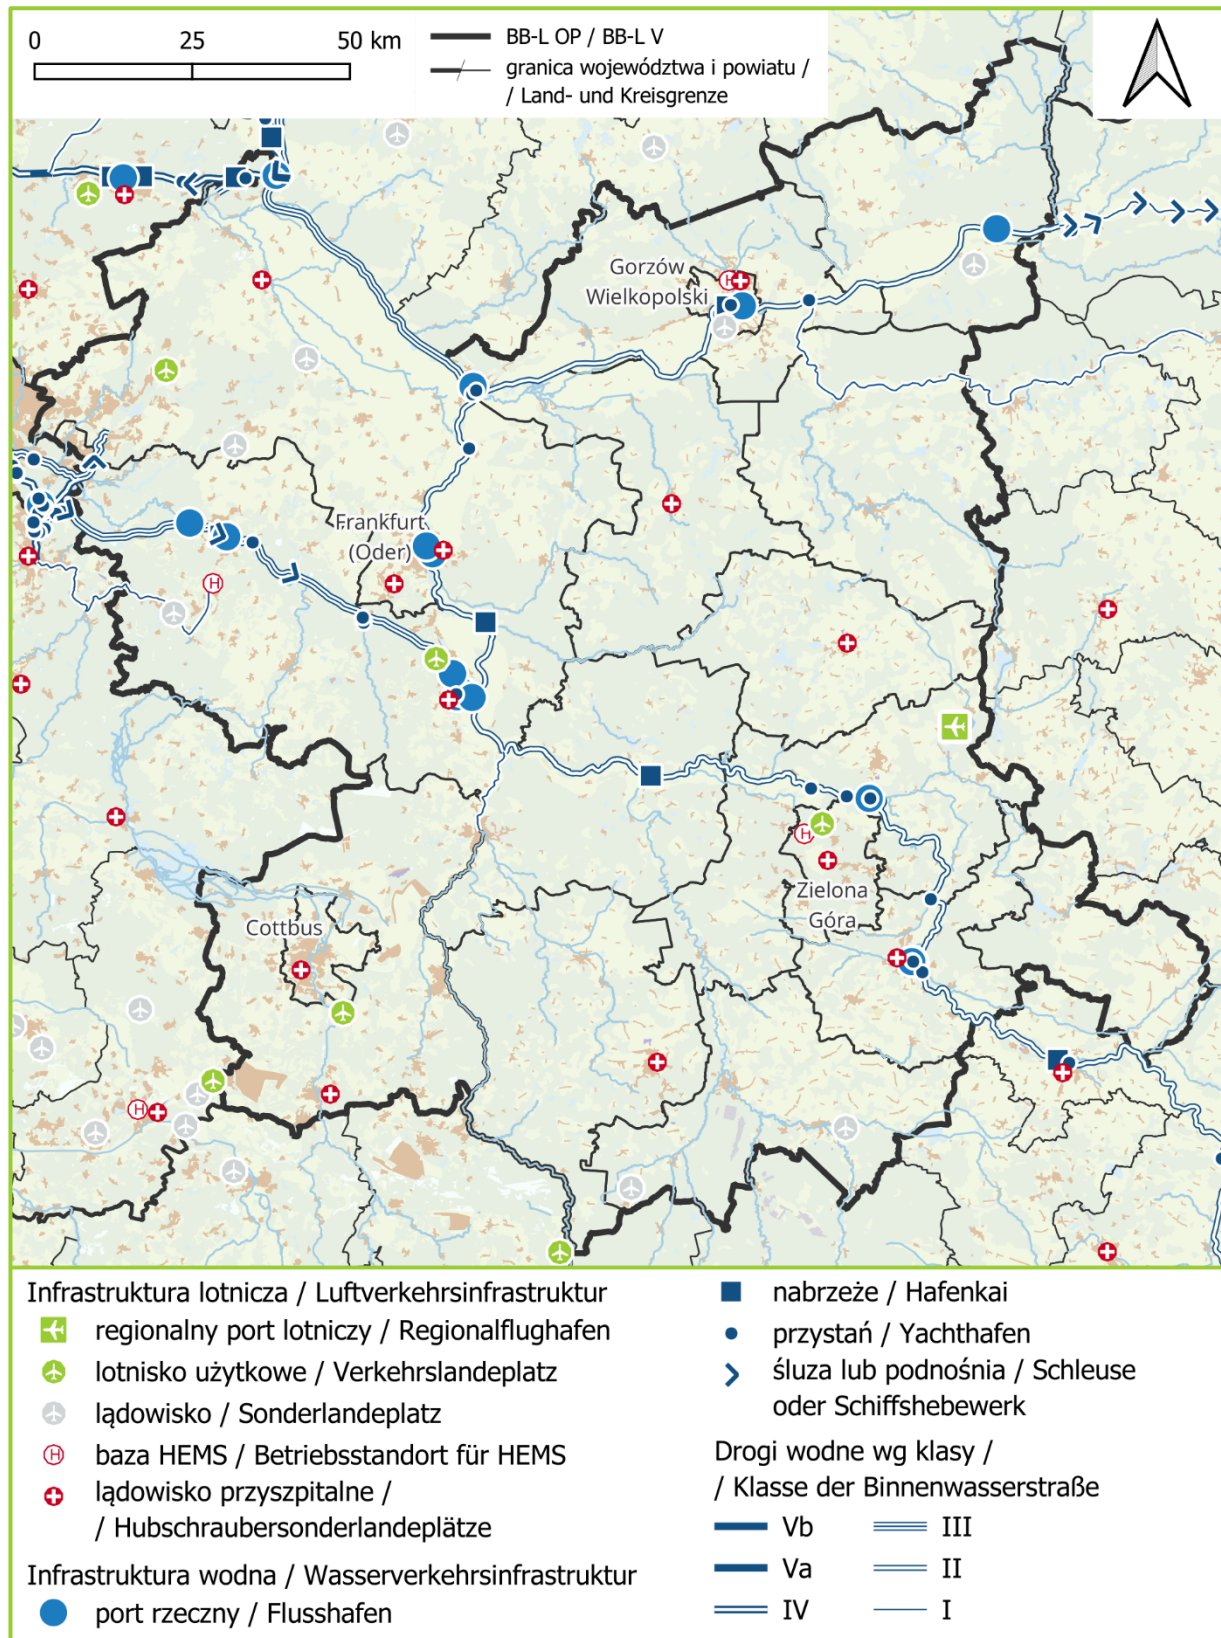 0 25 50 km
BB-L OP / BB-L V
granica województwa i powiatu /
/ Land- und Kreisgrenze
Gorzów
Wielkopolski
H
Frankfurt
(Oder)
H
H
Zielona
Góra
Cottbus
H
Infrastruktura lotnicza / Luftverkehrsinfrastruktur
regionalny port lotniczy / Regionalflughafen
lotnisko użytkowe / Verkehrslandeplatz
lądowisko / Sonderlandeplatz
H baza HEMS / Betriebsstandort für HEMS
lądowisko przyszpitalne /
/ Hubschraubersonderlandeplätze
Infrastruktura wodna / Wasserverkehrsinfrastruktur
port rzeczny / Flusshafen
nabrzeże / Hafenkai
przystań / Yachthafen
śluza lub podnośnia / Schleuse
oder Schiffshebewerk
Drogi wodne wg klasy /
/ Klasse der Binnenwasserstraße
Vb III
Va II
IV I